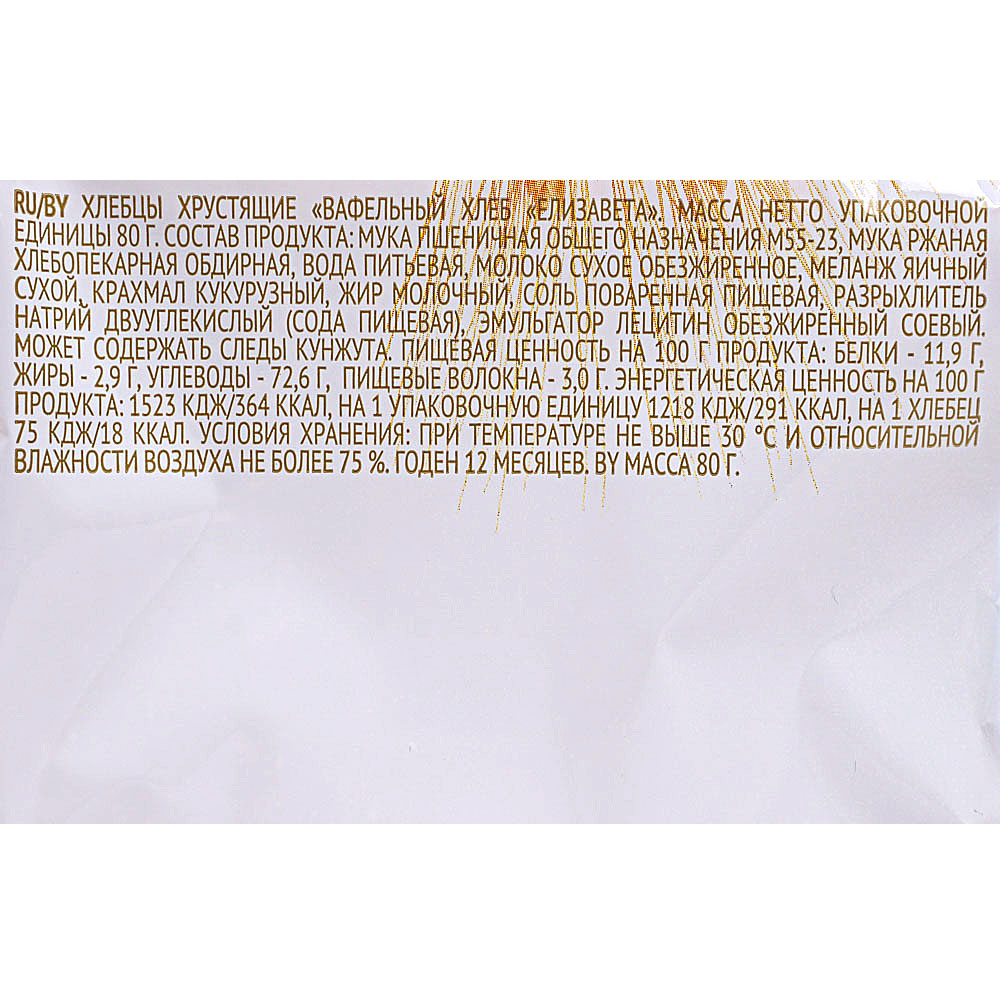 RU/BY ХЛЕБЦЫ ХРУСТЯЩИЕ «ВАФЕЛЬНЫЙ ХЛЕБ «ЕЛИЗАВЕТА». МАССА НЕТТО УПАКОВОЧНОЙ
ЕДИНИЦЫ 80 Г. СОСТАВ ПРОДУКТА: МУКА ПШЕНИЧНАЯ ОБЩЕГО НАЗНАЧЕНИЯ М55-23, МУКА РЖАНАЯ
ХЛЕБОПЕКАРНАЯ ОБДИРНАЯ, ВОДА ПИТЬЕВАЯ, МОЛОКО СУХОЕ ОБЕЗЖИРЕННОЕ, МЕЛАНЖ ЯИЧНЫЙ
СУХОЙ, КРАХМАЛ КУКУРУЗНЫЙ, ЖИР МОЛОЧНЫЙ, СОЛЬ ПОВАРЕННАЯ ПИЩЕВАЯ, РАЗРЫХЛИТЕЛЬ
НАТРИЙ ДВУУГЛЕКИСЛЫЙ (СОДА ПИЩЕВАЯ), ЭМУЛЬГАТОР ЛЕЦИТИН ОБЕЗЖИРЕННЫЙ СОЕВЫЙ.
МОЖЕТ СОДЕРЖАТЬ СЛЕДЫ КУНЖУТА. ПИЩЕВАЯ ЦЕННОСТЬ НА 100 Г ПРОДУКТА: БЕЛКИ - 11,9 Г,
ЖИРЫ - 2,9 Г, УГЛЕВОДЫ - 72,6 Г, ПИЩЕВЫЕ ВОЛОКНА - 3,0 Г. ЭНЕРГЕТИЧЕСКАЯ ЦЕННОСТЬ НА 100 Г
ПРОДУКТА: 1523 КДЖ/364 ККАЛ, НА 1 УПАКОВОЧНУЮ ЕДИНИЦУ 1218 КДЖ/291 ККАЛ, НА 1 ХЛЕБЕЦ
75 КДЖ/18 ККАЛ. УСЛОВИЯ ХРАНЕНИЯ: ПРИ ТЕМПЕРАТУРЕ НЕ ВЫШЕ 30 °С И ОТНОСИТЕЛЬНОЙ
ВЛАЖНОСТИ ВОЗДУХА НЕ БОЛЕЕ 75 %. ГОДЕН 12 МЕСЯЦЕВ. BY МАССА 80 Г.